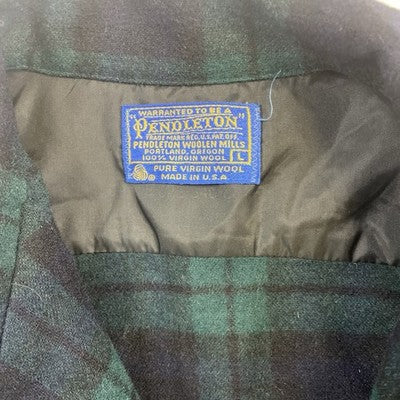 WARRANTED TO BE A
"PENDLETON"
TRADE MARK REG. U.S. PAT. OFF.
PENDLETON WOOLEN MILLS
PORTLAND, OREGON
100% VIRGIN WOOL
L
PURE VIRGIN WOOL
MADE IN U.S.A.